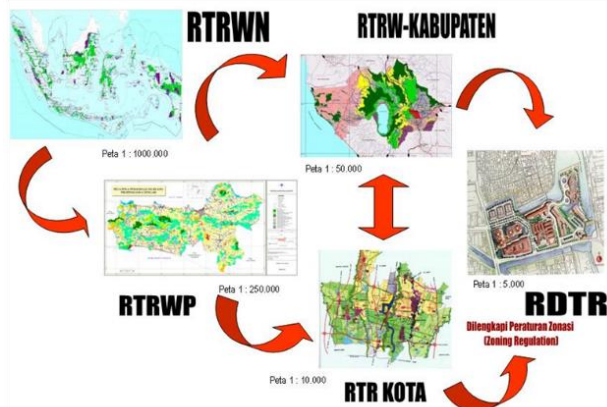 RTRWN
RTRW-KABUPATEN
Peta 1 : 1000.000
Peta 1 : 50.000
Peta 1 : 250.000
RTRWP
Peta 1 : 5.000
RDTR
Dilengkapi Peraturan Zonasi
(Zoning Regulation)
Peta 1 : 10.000
RTR KOTA